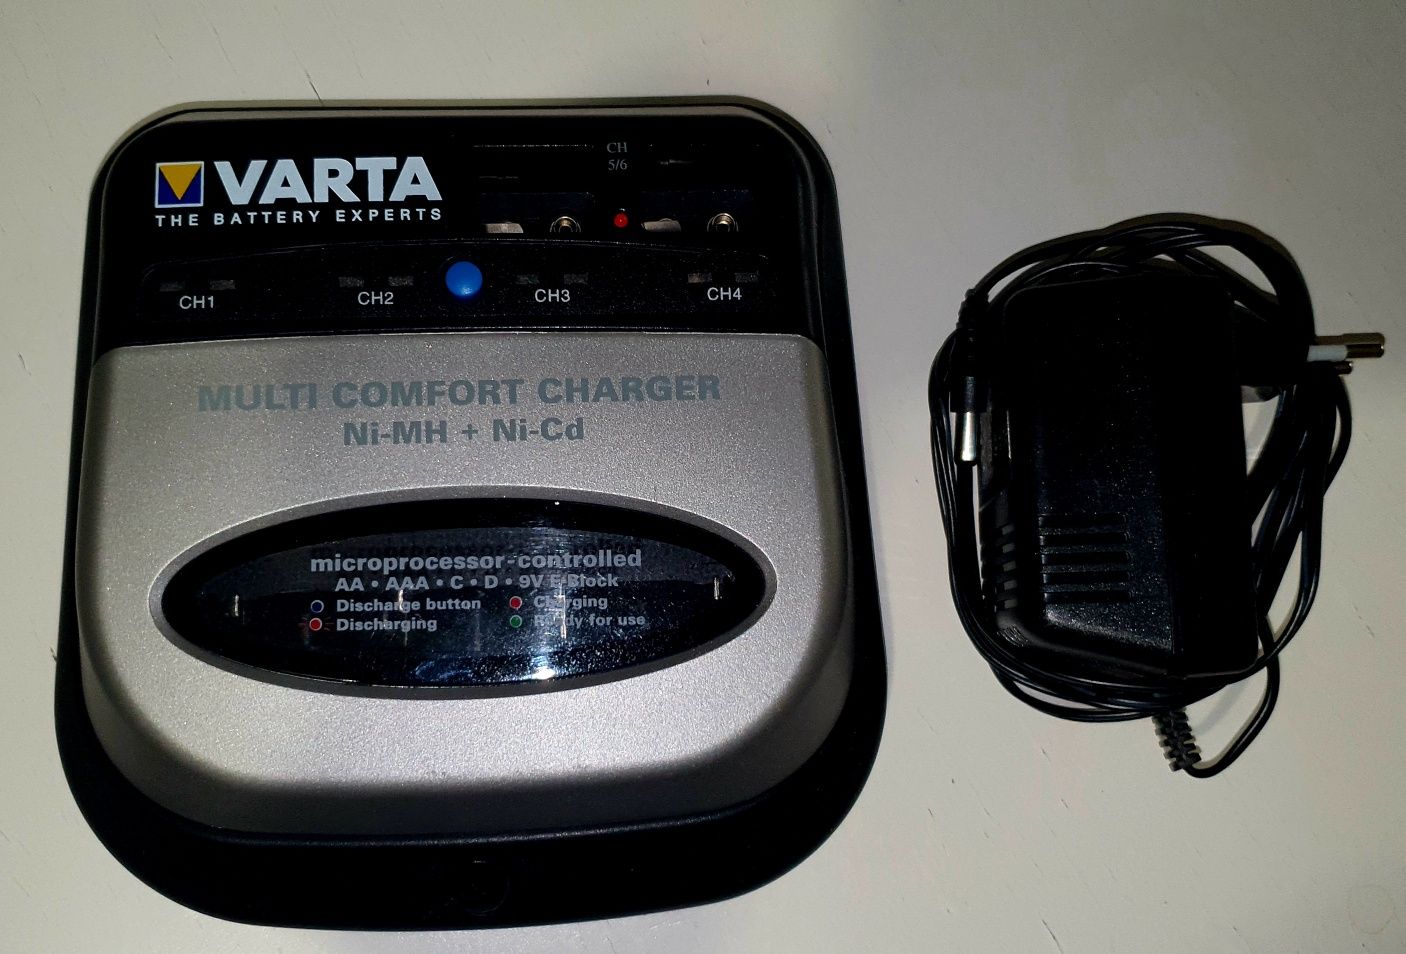 VARTA
THE BATTERY EXPERTS
CH
5/6
CH1 CH2 CH3 CH4
MULTI COMFORT CHARGER
Ni-MH + Ni-Cd
microprocessor-controlled
AA • AAA • C • D • 9V E-Block
Discharge button Charging
Discharging Ready for use